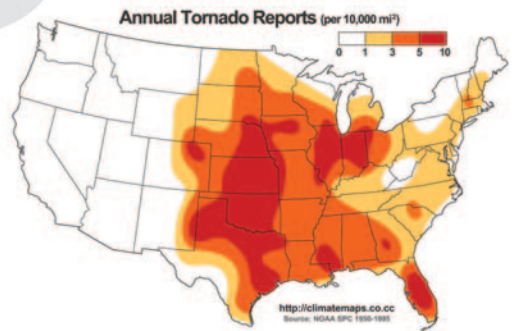 Annual Tornado Reports (per 10,000 mi²)
0 1 3 5 10
http://climatemaps.co.cc
Source: NOAA SPC 1950-1995